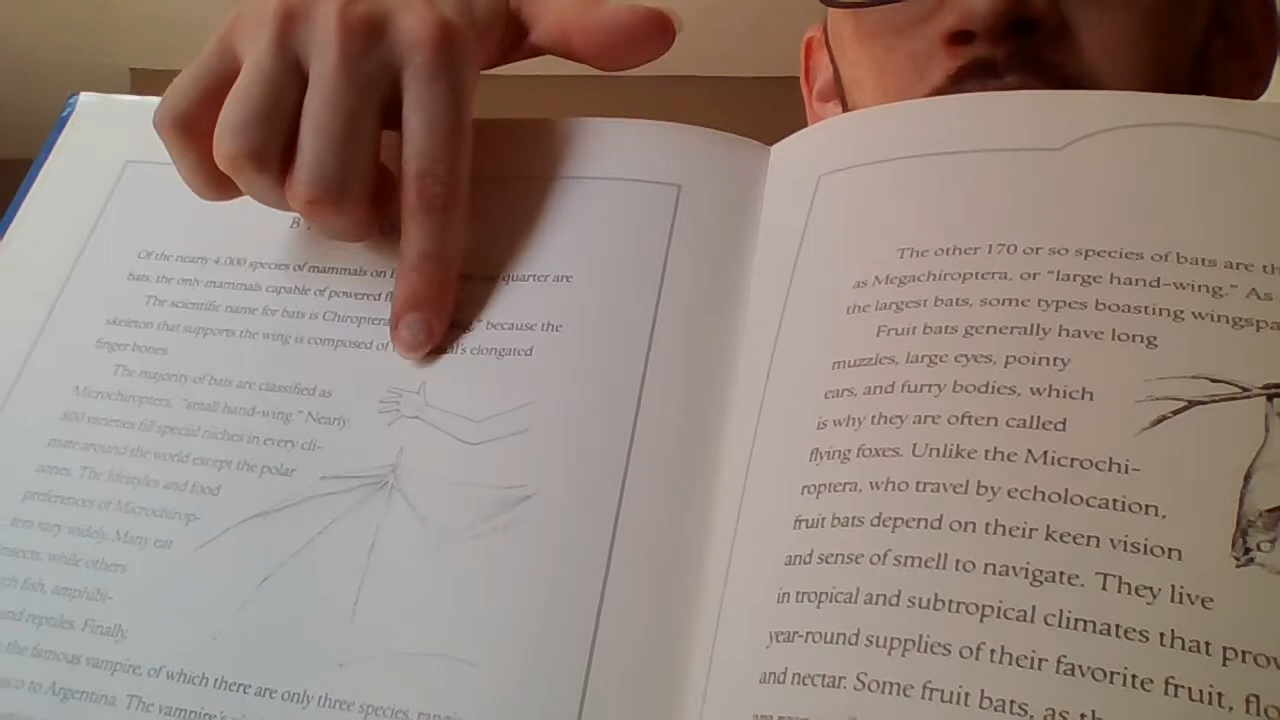 Of the nearly 4,000 species of mammals on quarter are
bats, the only mammals capable of powered
The scientific name for bats is Chiroptera because the
skeleton that supports the wing is composed of elongated
finger bones.
The majority of bats are classified as
Microchiroptera, "small hand-wing." Nearly
800 varieties fill special niches in every cli-
mate around the world except the polar
zones. The lifestyles and food
preferences of Microchirop-
tera vary widely. Many eat
insects, while others
fish, amphibi-
and reptiles. Finally,
the famous vampire, of which there are only three species,
to Argentina. The vampire's
The other 170 or so species of bats are
as Megachiroptera, or "large hand-wing." As
the largest bats, some types boasting
Fruit bats generally have long
muzzles, large eyes, pointy
ears, and furry bodies, which
is why they are often called
flying foxes. Unlike the Microchi-
roptera, who travel by echolocation,
fruit bats depend on their keen vision
and sense of smell to navigate. They live
in tropical and subtropical climates that
year-round supplies of their favorite fruit,
and nectar. Some fruit bats, as